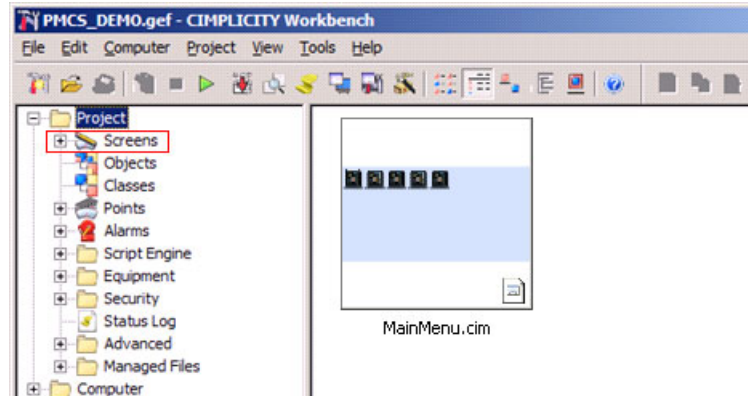 PMCS_DEMO.gef - CIMPLICITY Workbench
File Edit Computer Project View Tools Help
Project
Screens
Objects
Classes
Points
Alarms
Script Engine
Equipment
Security
Status Log
Advanced
Managed Files
Computer
MainMenu.cim